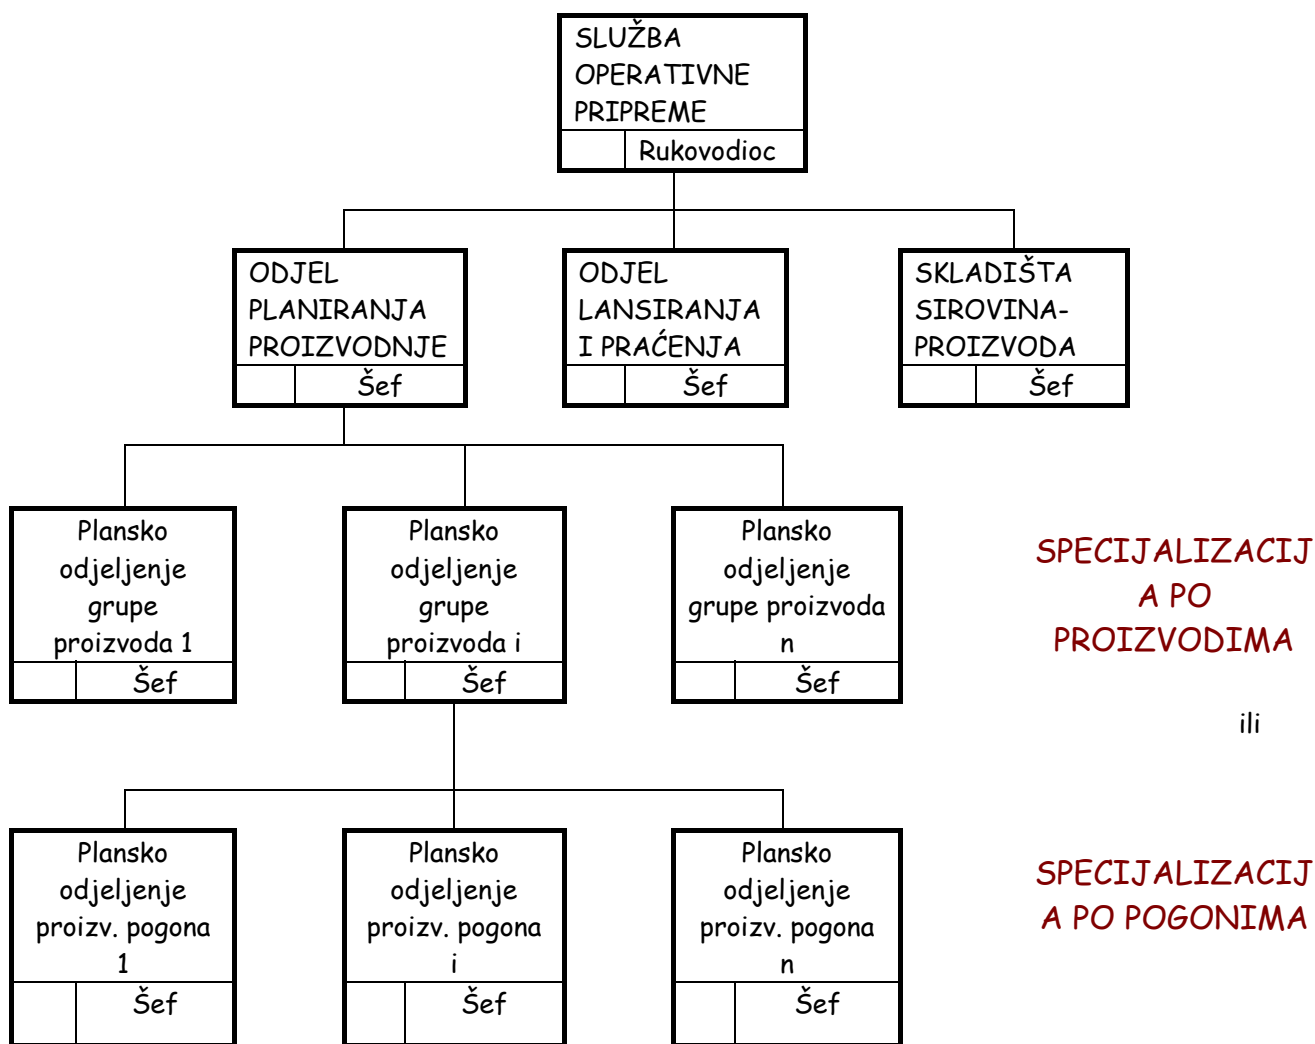 SLUŽBA
OPERATIVNE
PRIPREME
Rukovodioc
ODJEL
PLANIRANJA
PROIZVODNJE
Šef
ODJEL
LANSIRANJA
I PRAĆENJA
Šef
SKLADIŠTA
SIROVINA-
PROIZVODA
Šef
Plansko
odjeljenje
grupe
proizvoda 1
Šef
Plansko
odjeljenje
grupe
proizvoda i
Šef
Plansko
odjeljenje
grupe proizvoda
n
Šef
SPECIJALIZACIJ
A PO
PROIZVODIMA
ili
Plansko
odjeljenje
proizv. pogona
1
Šef
Plansko
odjeljenje
proizv. pogona
i
Šef
Plansko
odjeljenje
proizv. pogona
n
Šef
SPECIJALIZACIJ
A PO POGONIMA